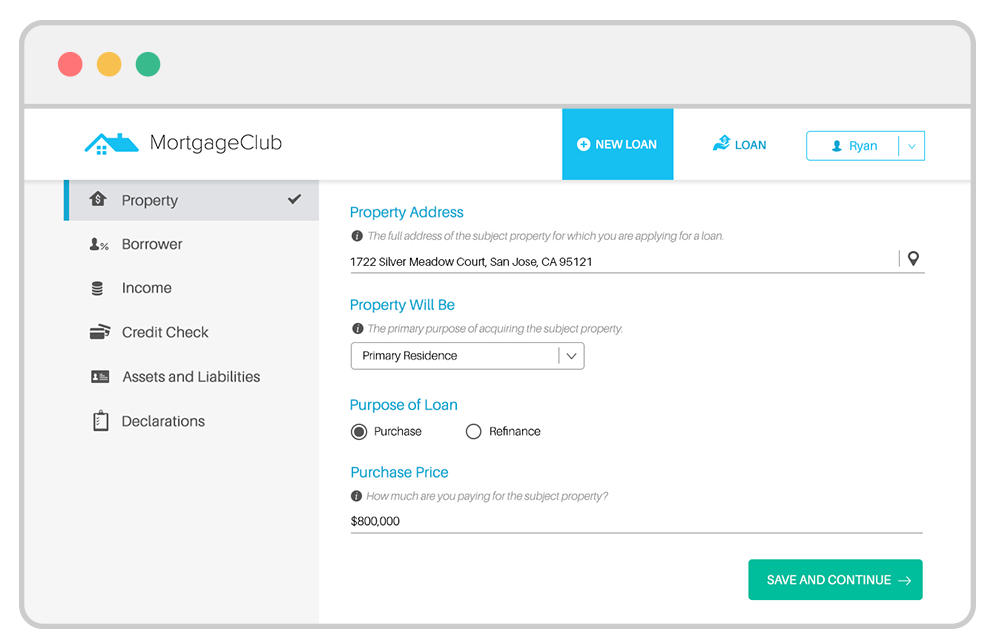 MortgageClub
NEW LOAN
LOAN
Ryan
Property
Borrower
Income
Credit Check
Assets and Liabilities
Declarations
Property Address
The full address of the subject property for which you are applying for a loan.
1722 Silver Meadow Court, San Jose, CA 95121
Property Will Be
The primary purpose of acquiring the subject property.
Primary Residence
Purpose of Loan
Purchase Refinance
Purchase Price
How much are you paying for the subject property?
$800,000
SAVE AND CONTINUE →